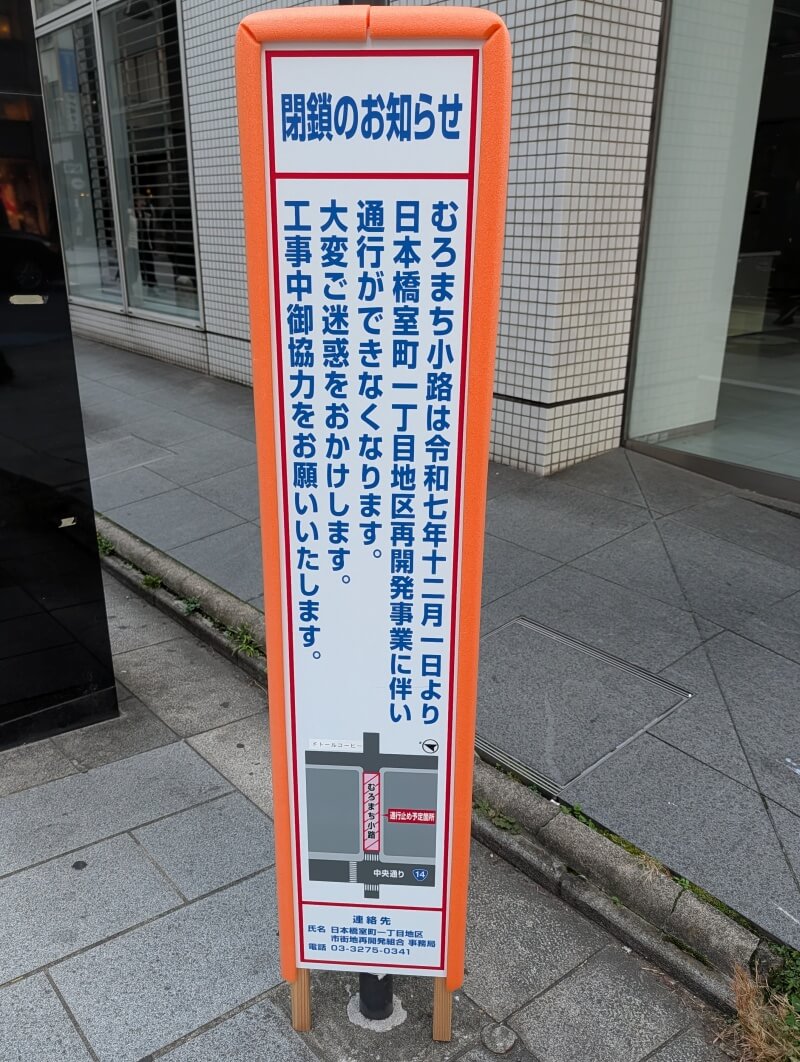 閉鎖のお知らせ
むろまち小路は令和七年十二月一日より
日本橋室町一丁目地区再開発事業に伴い
通行ができなくなります。
大変ご迷惑をおかけします。
工事中御協力をお願いいたします。
ドトールコーヒー
むろまち小路
通行止め予定箇所
中央通り 14
連絡先
氏名 日本橋室町一丁目地区
市街地再開発組合 事務局
電話 03-3275-0341